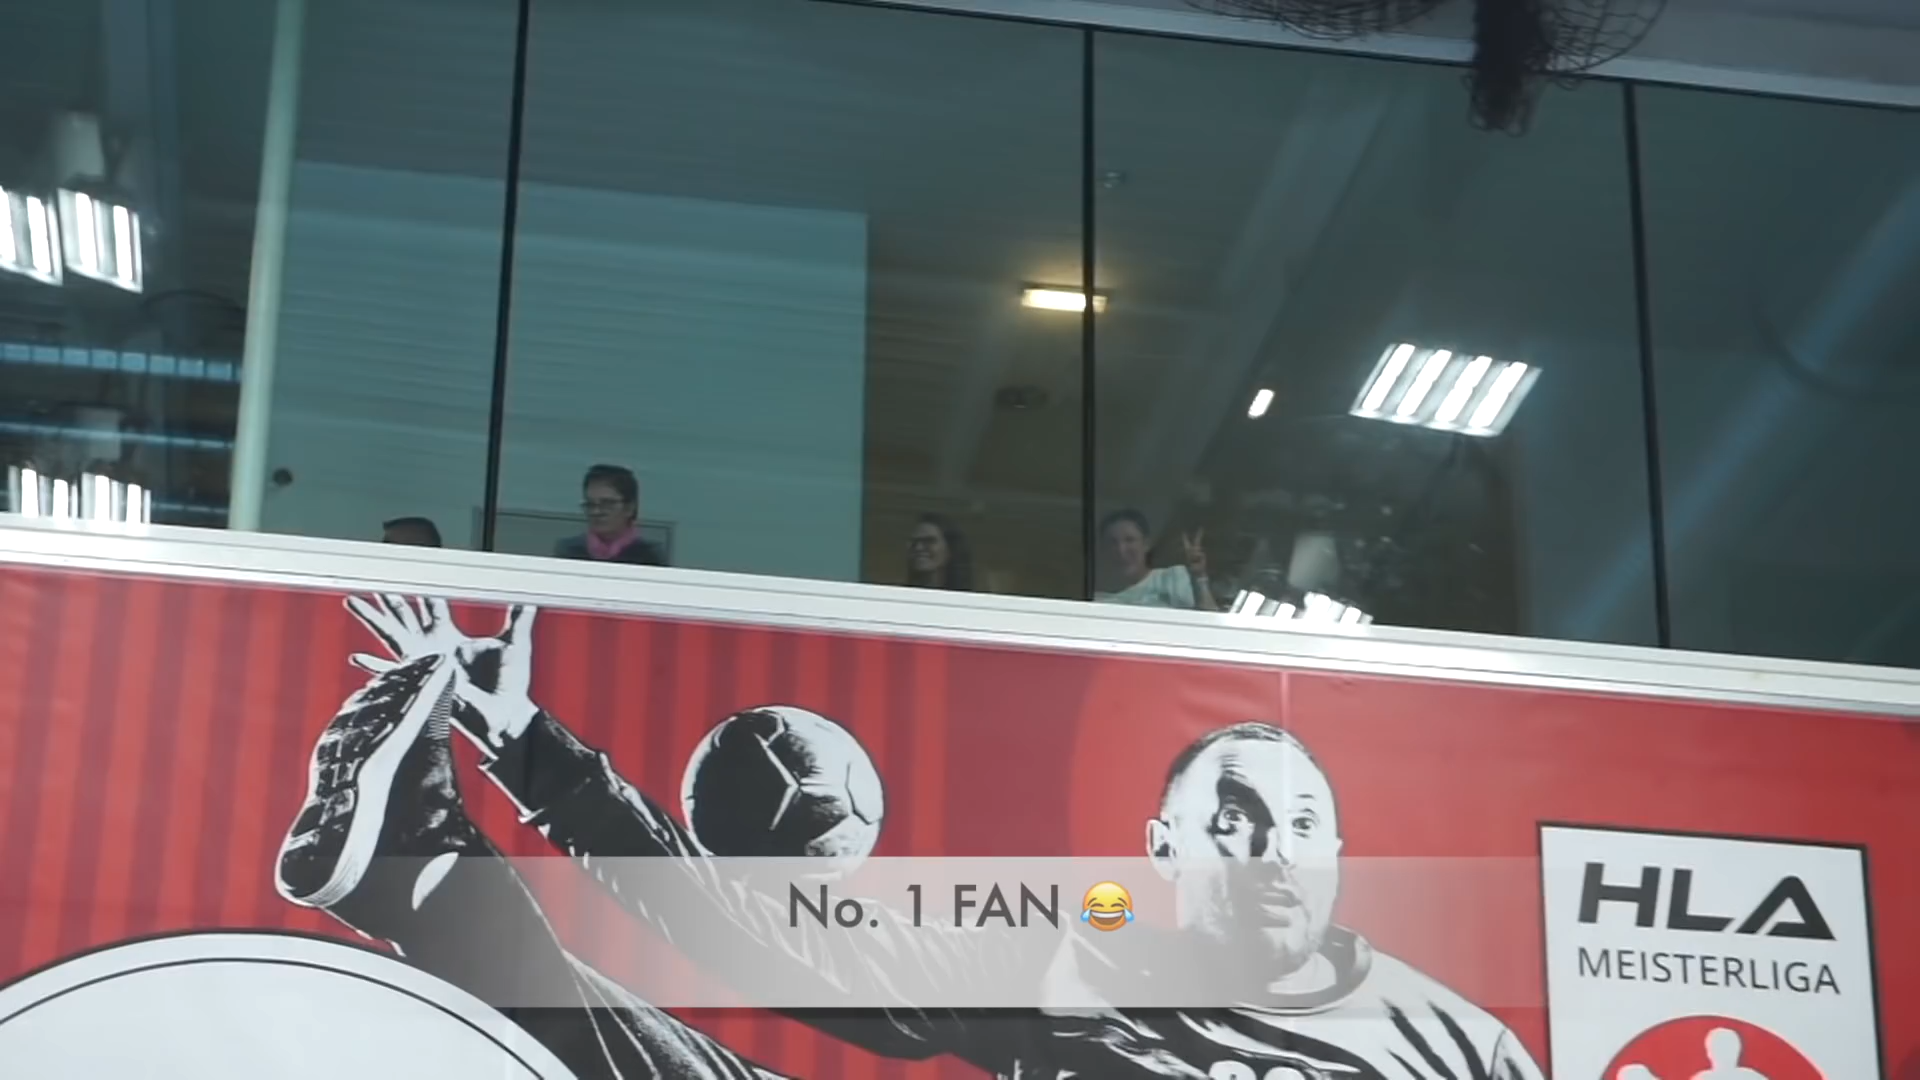 No. 1 FAN 😂
HLA
MEISTERLIGA